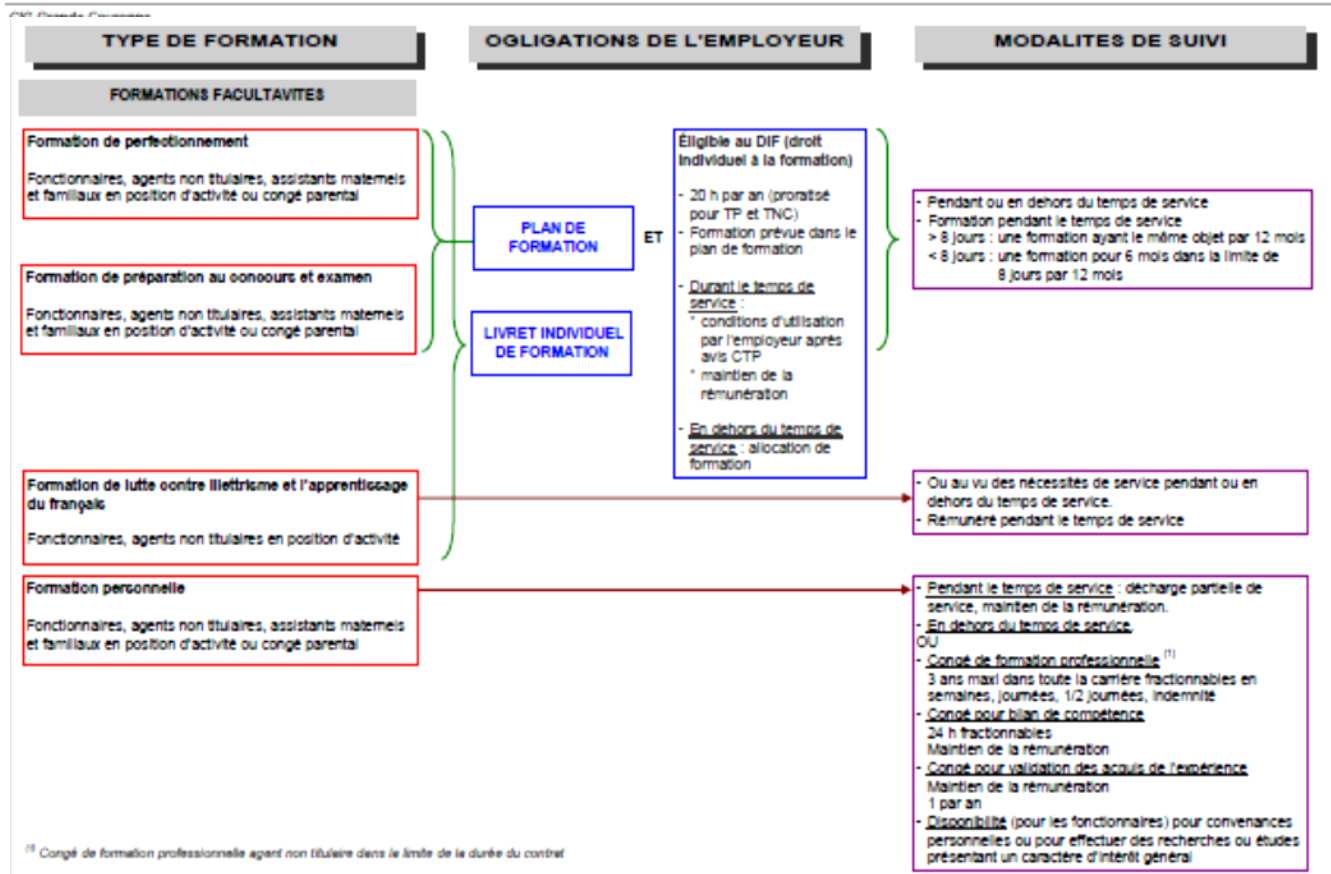 CIG Grande Couronne
TYPE DE FORMATION
OGLIGATIONS DE L'EMPLOYEUR
MODALITES DE SUIVI
FORMATIONS FACULTAVITES
Formation de perfectionnement
Fonctionnaires, agents non titulaires, assistants maternels
et familiaux en position d'activité ou congé parental
Formation de préparation au concours et examen
Fonctionnaires, agents non titulaires, assistants maternels
et familiaux en position d'activité ou congé parental
PLAN DE
FORMATION
LIVRET INDIVIDUEL
DE FORMATION
ET
Éligible au DIF (droit
individuel à la formation)
- 20 h par an (proratisé
pour TP et TNC)
- Formation prévue dans le
plan de formation
- Durant le temps de
service :
* conditions d'utilisation
par l'employeur après
avis CTP
* maintien de la
rémunération
- En dehors du temps de
service : allocation de
formation
- Pendant ou en dehors du temps de service
- Formation pendant le temps de service
> 8 jours : une formation ayant le même objet par 12 mois
< 8 jours : une formation pour 6 mois dans la limite de
8 jours par 12 mois
Formation de lutte contre illettrisme et l'apprentissage
du français
Fonctionnaires, agents non titulaires en position d'activité
- Ou au vu des nécessités de service pendant ou en
dehors du temps de service.
- Rémunéré pendant le temps de service
Formation personnelle
Fonctionnaires, agents non titulaires, assistants maternels
et familiaux en position d'activité ou congé parental
- Pendant le temps de service : décharge partielle de
service, maintien de la rémunération.
- En dehors du temps de service.
OU
- Congé de formation professionnelle (1)
3 ans maxi dans toute la carrière fractionnables en
semaines, journées, 1/2 journées, indemnité
- Congé pour bilan de compétence
24 h fractionnables
Maintien de la rémunération
- Congé pour validation des acquis de l'expérience
Maintien de la rémunération
1 par an
- Disponibilité (pour les fonctionnaires) pour convenances
personnelles ou pour effectuer des recherches ou études
présentant un caractère d'intérêt général
(1) Congé de formation professionnelle agent non titulaire dans la limite de la durée du contrat